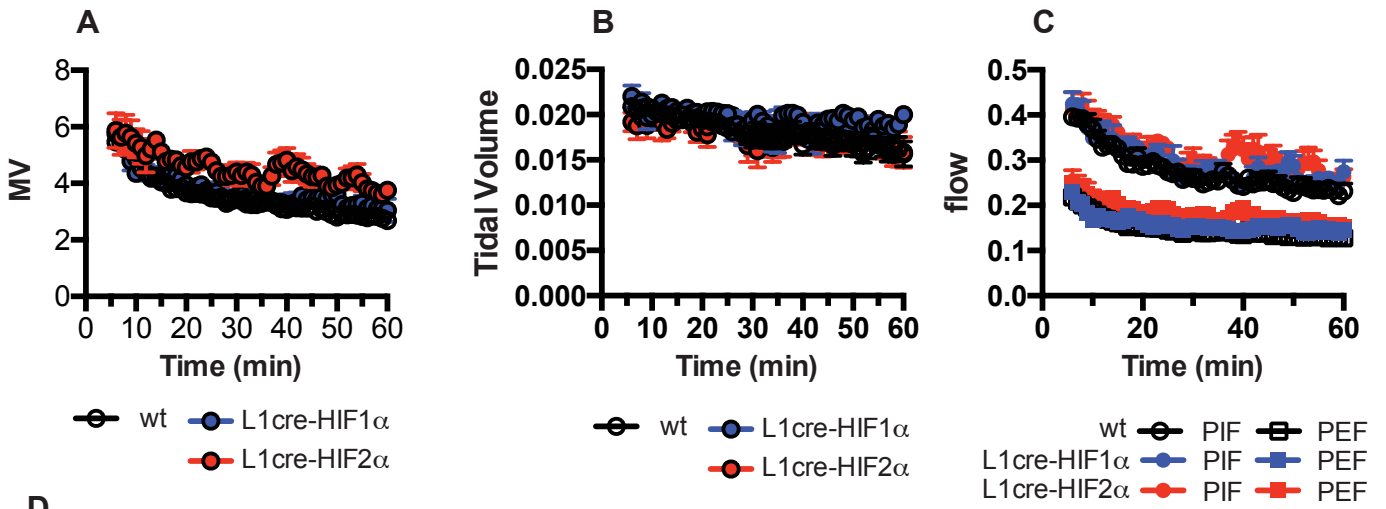 A
8
6
4
2
0
MV
0 10 20 30 40 50 60
Time (min)
wt L1cre-HIF1α
L1cre-HIF2α
B
0.025
0.020
0.015
0.010
0.005
0.000
Tidal Volume
0 10 20 30 40 50 60
Time (min)
wt L1cre-HIF1α
L1cre-HIF2α
C
0.5
0.4
0.3
0.2
0.1
0.0
flow
0 20 40 60
Time (min)
wt PIF PEF
L1cre-HIF1α PIF PEF
L1cre-HIF2α PIF PEF
D